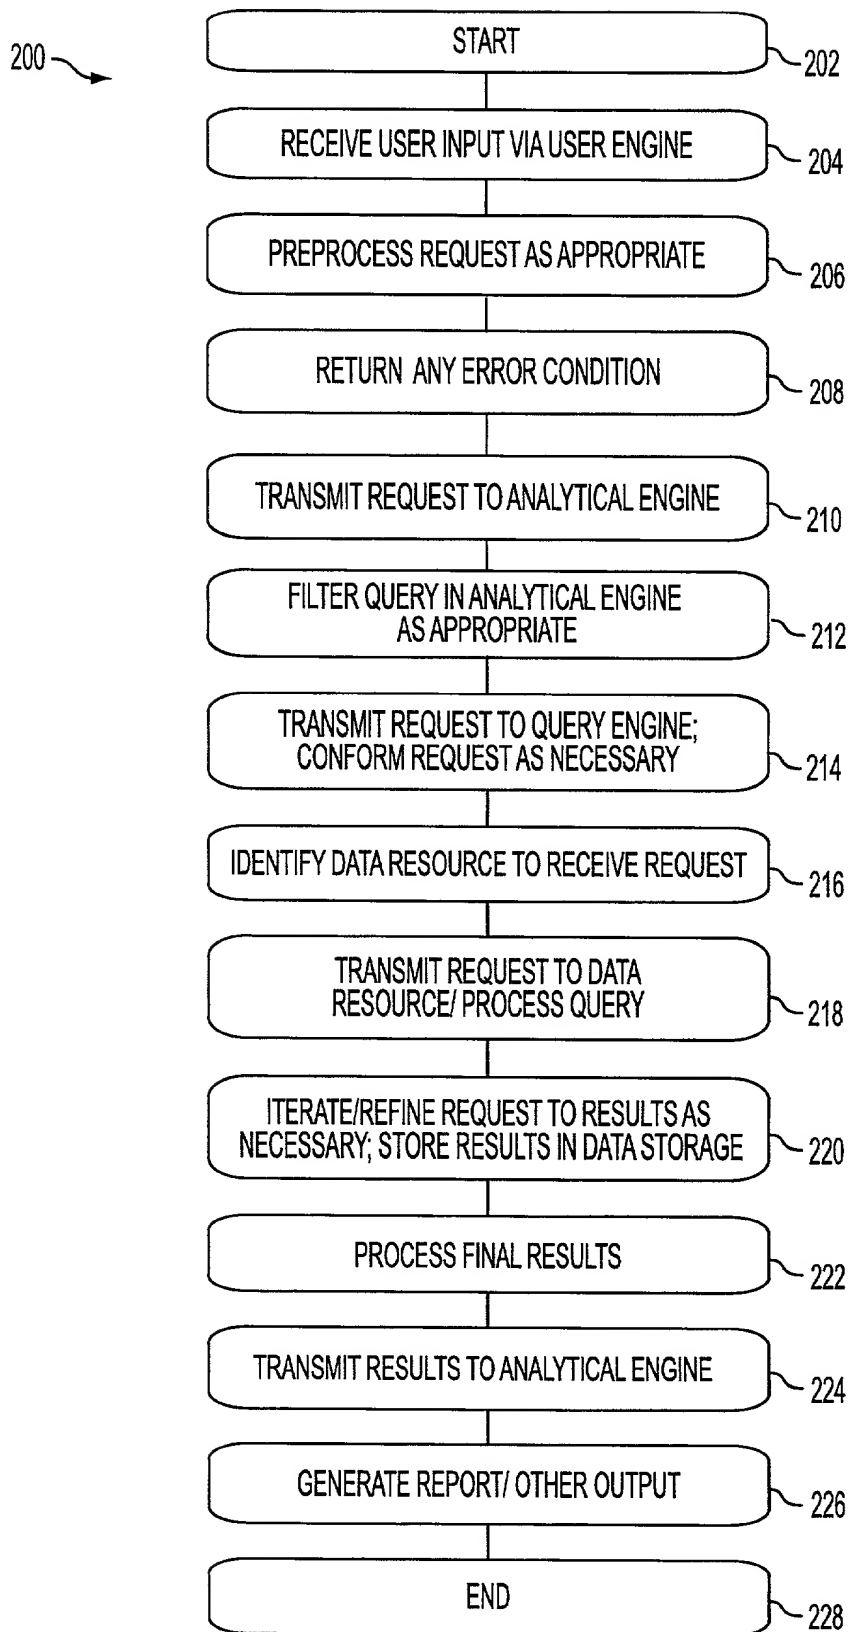 200
START
202
RECEIVE USER INPUT VIA USER ENGINE
204
PREPROCESS REQUEST AS APPROPRIATE
206
RETURN ANY ERROR CONDITION
208
TRANSMIT REQUEST TO ANALYTICAL ENGINE
210
FILTER QUERY IN ANALYTICAL ENGINE
AS APPROPRIATE
212
TRANSMIT REQUEST TO QUERY ENGINE;
CONFORM REQUEST AS NECESSARY
214
IDENTIFY DATA RESOURCE TO RECEIVE REQUEST
216
TRANSMIT REQUEST TO DATA
RESOURCE/ PROCESS QUERY
218
ITERATE/REFINE REQUEST TO RESULTS AS
NECESSARY; STORE RESULTS IN DATA STORAGE
220
PROCESS FINAL RESULTS
222
TRANSMIT RESULTS TO ANALYTICAL ENGINE
224
GENERATE REPORT/ OTHER OUTPUT
226
END
228